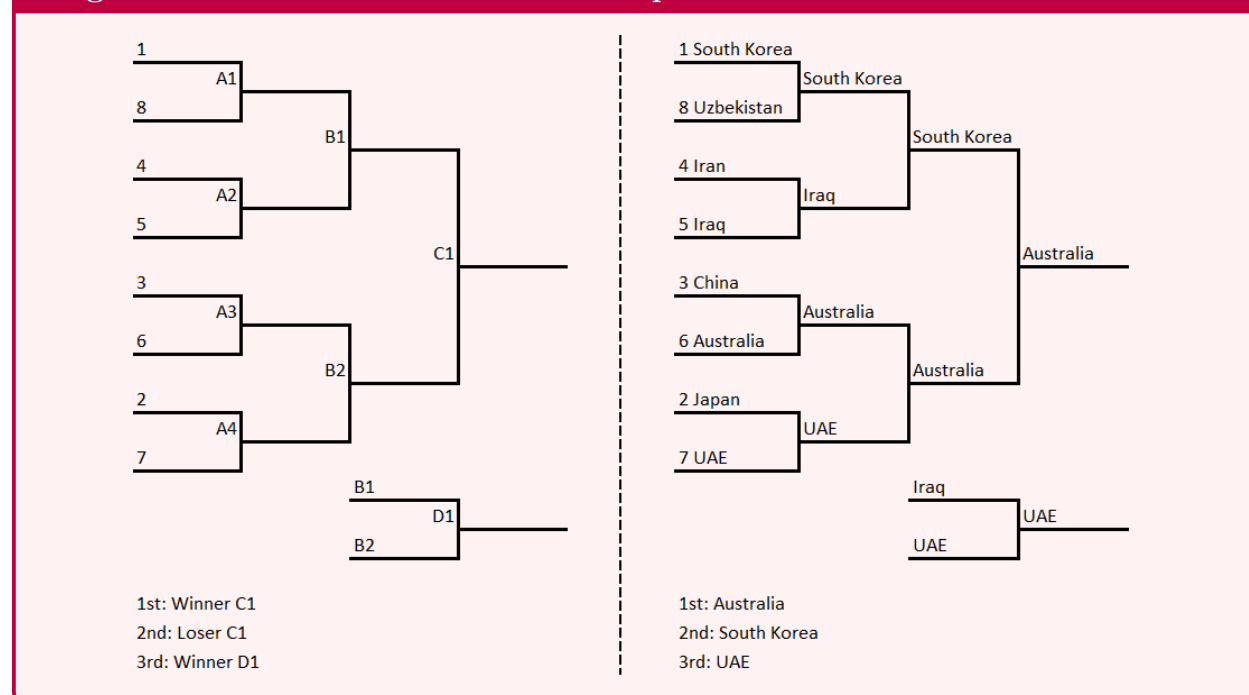 1
A1
8
B1
4
A2
5
C1
3
A3
6
B2
2
A4
7
B1
D1
B2
1st: Winner C1
2nd: Loser C1
3rd: Winner D1
1 South Korea
South Korea
8 Uzbekistan
South Korea
4 Iran
Iraq
5 Iraq
Australia
3 China
Australia
6 Australia
Australia
2 Japan
UAE
7 UAE
Iraq
UAE
UAE
1st: Australia
2nd: South Korea
3rd: UAE